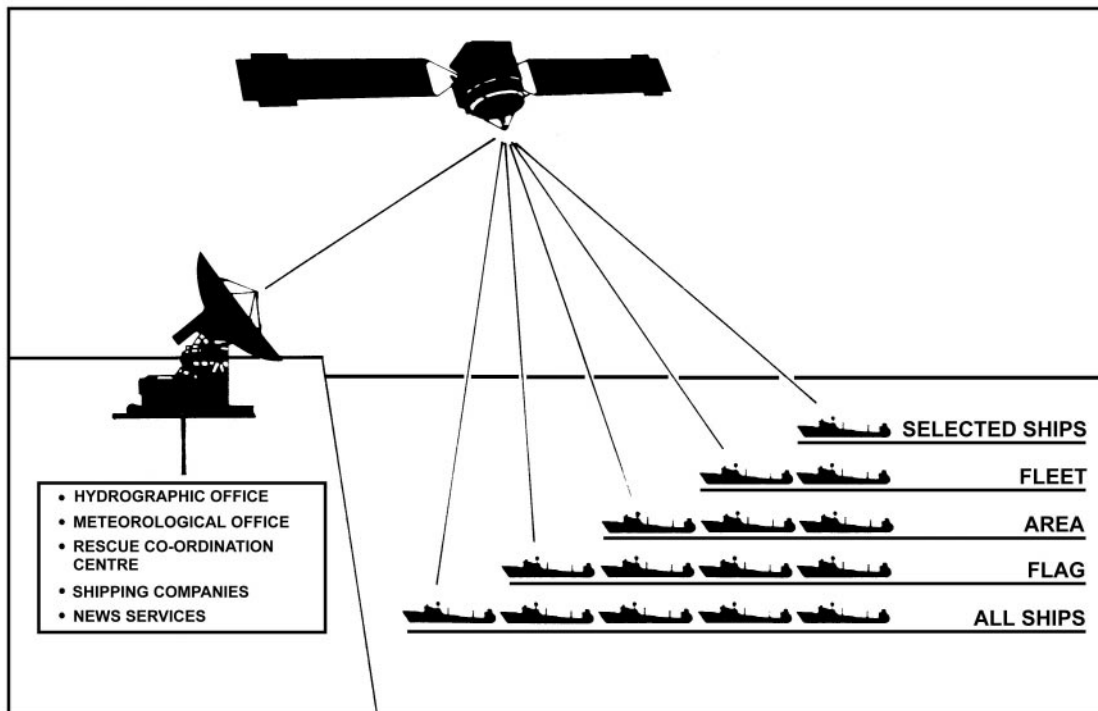 SELECTED SHIPS
FLEET
AREA
FLAG
ALL SHIPS
• HYDROGRAPHIC OFFICE
• METEOROLOGICAL OFFICE
• RESCUE CO-ORDINATION
CENTRE
• SHIPPING COMPANIES
• NEWS SERVICES